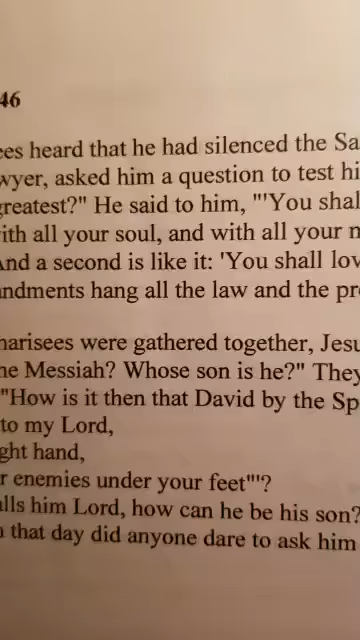 46
ees heard that he had silenced the Sa
wyer, asked him a question to test hi
greatest?" He said to him, "'You shal
ith all your soul, and with all your m
And a second is like it: 'You shall lov
ndments hang all the law and the pr
harisees were gathered together, Jesu
he Messiah? Whose son is he?" They
"How is it then that David by the Sp
to my Lord,
ght hand,
r enemies under your feet"'?
alls him Lord, how can he be his son?
that day did anyone dare to ask him